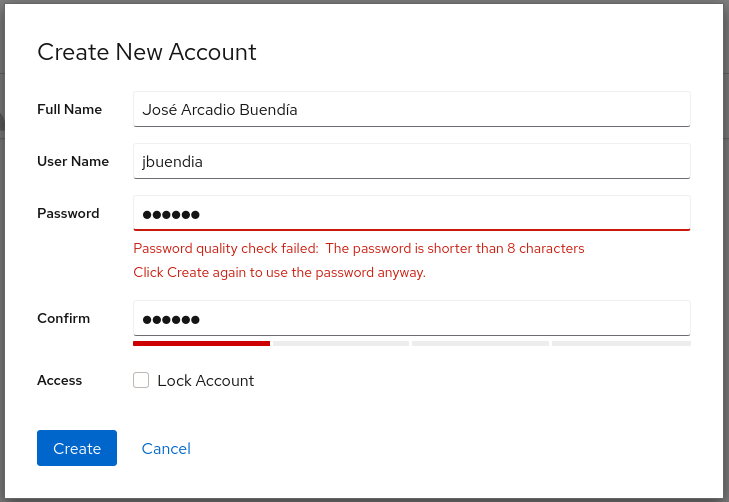 Create New Account
Full Name José Arcadio Buendía
User Name jbuendia
Password ●●●●●●
Password quality check failed:  The password is shorter than 8 characters
Click Create again to use the password anyway.
Confirm ●●●●●●
Access Lock Account
Create Cancel